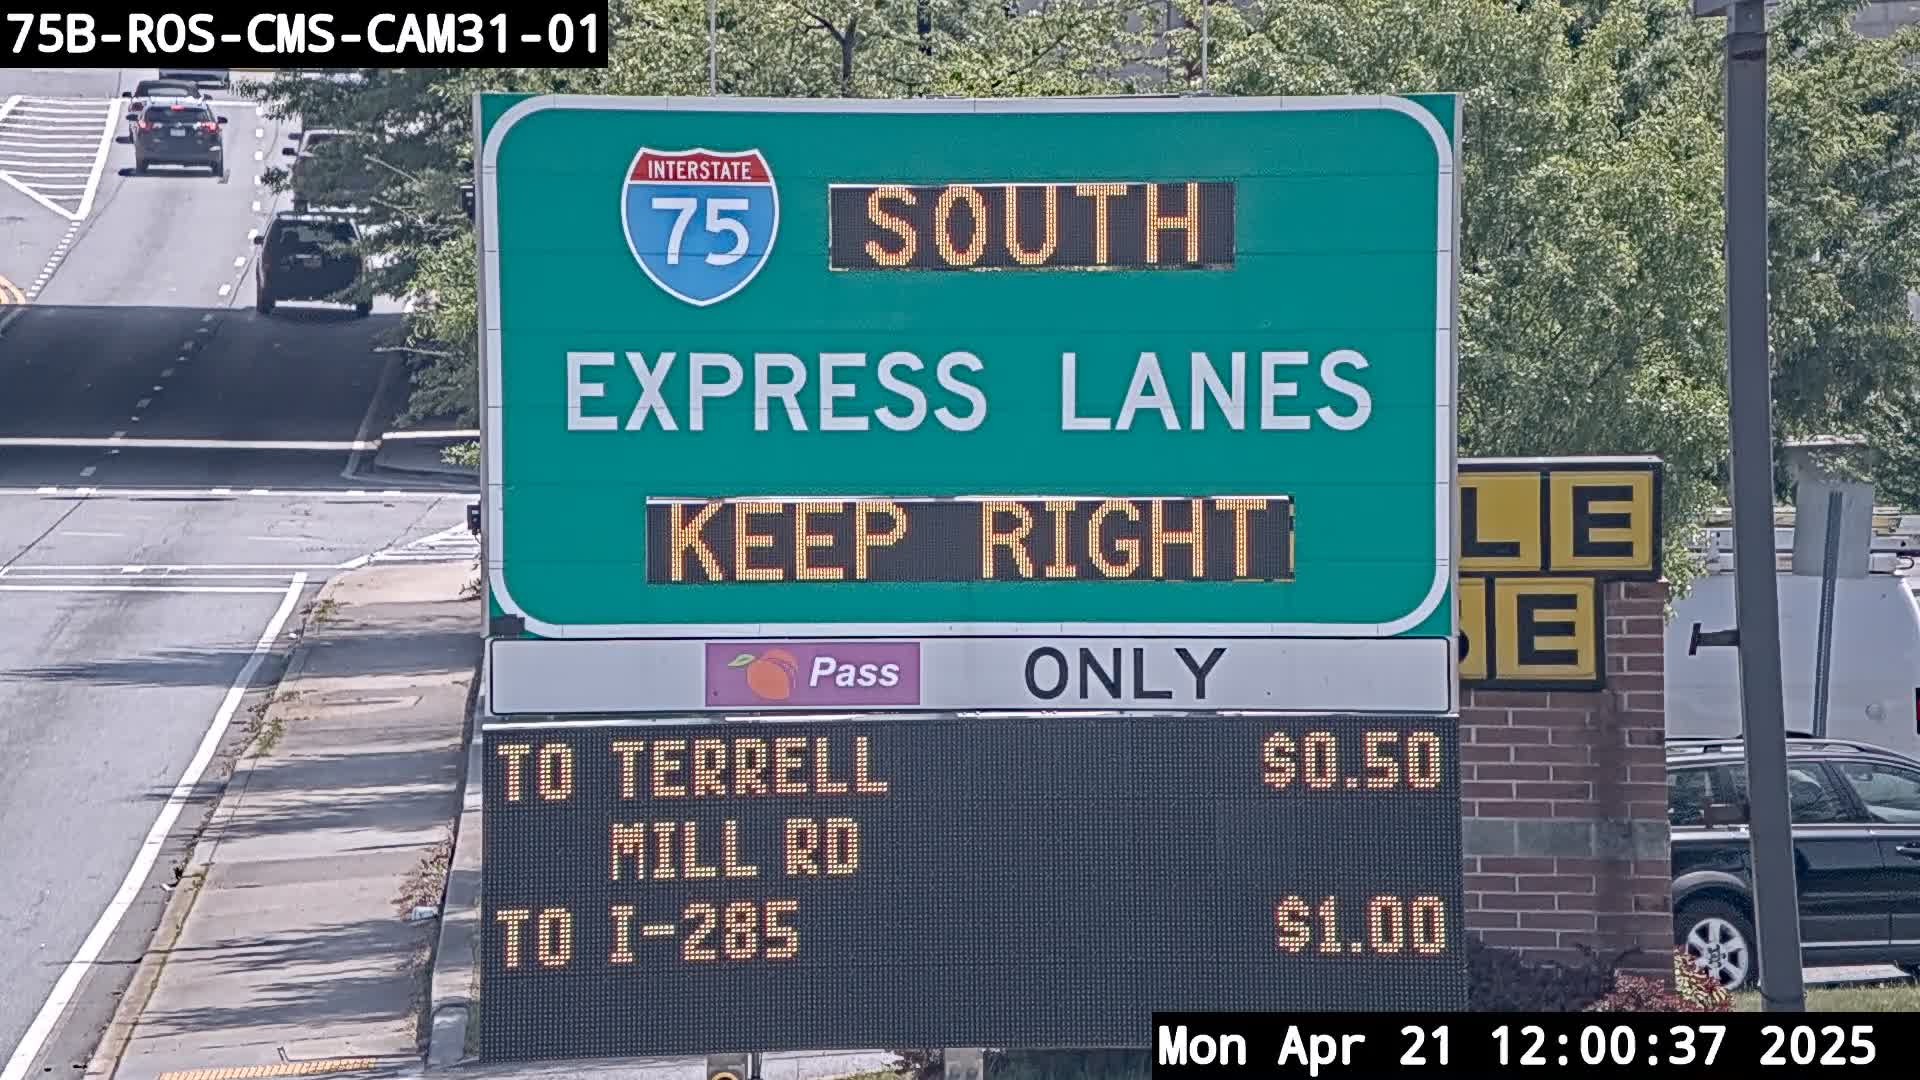 75B-ROS-CMS-CAM31-01
INTERSTATE
75
SOUTH
EXPRESS LANES
KEEP RIGHT
LE
E
Pass ONLY
TO TERRELL $0.50
MILL RD
TO I-285 $1.00
Mon Apr 21 12:00:37 2025